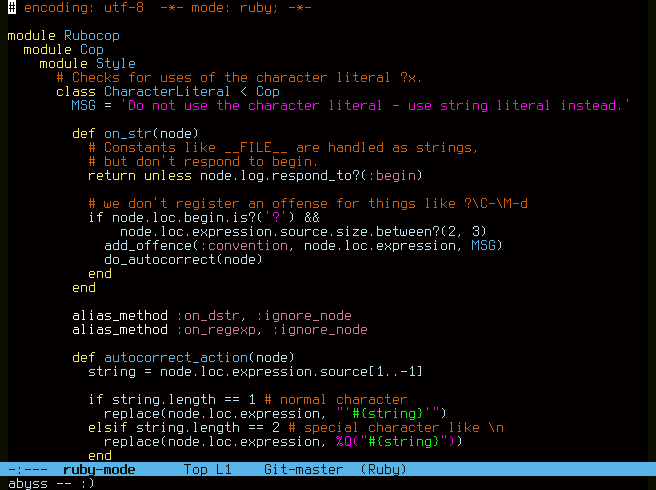 # encoding: utf-8  -*- mode: ruby; -*-

module Rubocop
  module Cop
    module Style
      # Checks for uses of the character literal ?x.
      class CharacterLiteral < Cop
        MSG = 'Do not use the character literal - use string literal instead.'

        def on_str(node)
          # Constants like __FILE__ are handled as strings,
          # but don't respond to begin.
          return unless node.log.respond_to?(:begin)

          # we don't register an offense for things like ?\C-\M-d
          if node.loc.begin.is?('?') &&
              node.loc.expression.source.size.between?(2, 3)
            add_offence(:convention, node.loc.expression, MSG)
            do_autocorrect(node)
          end
        end

        alias_method :on_dstr, :ignore_node
        alias_method :on_regexp, :ignore_node

        def autocorrect_action(node)
          string = node.loc.expression.source[1..-1]

          if string.length == 1 # normal character
            replace(node.loc.expression, "'#{string}'")
          elsif string.length == 2 # special character like \n
            replace(node.loc.expression, %Q("#{string}"))
          end
-:---  ruby-mode      Top L1    Git-master  (Ruby)
abyss -- :)